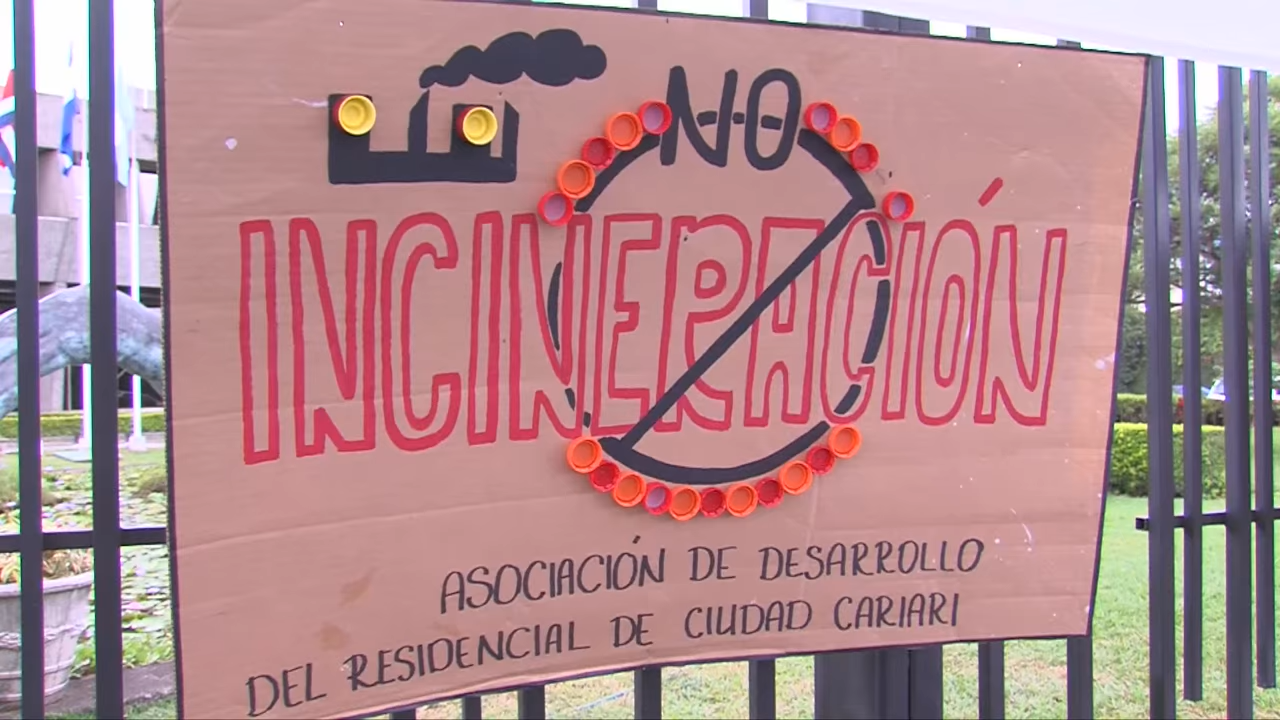 NO
INCINERACIÓN
ASOCIACIÓN DE DESARROLLO
DEL RESIDENCIAL DE CIUDAD CARIARI